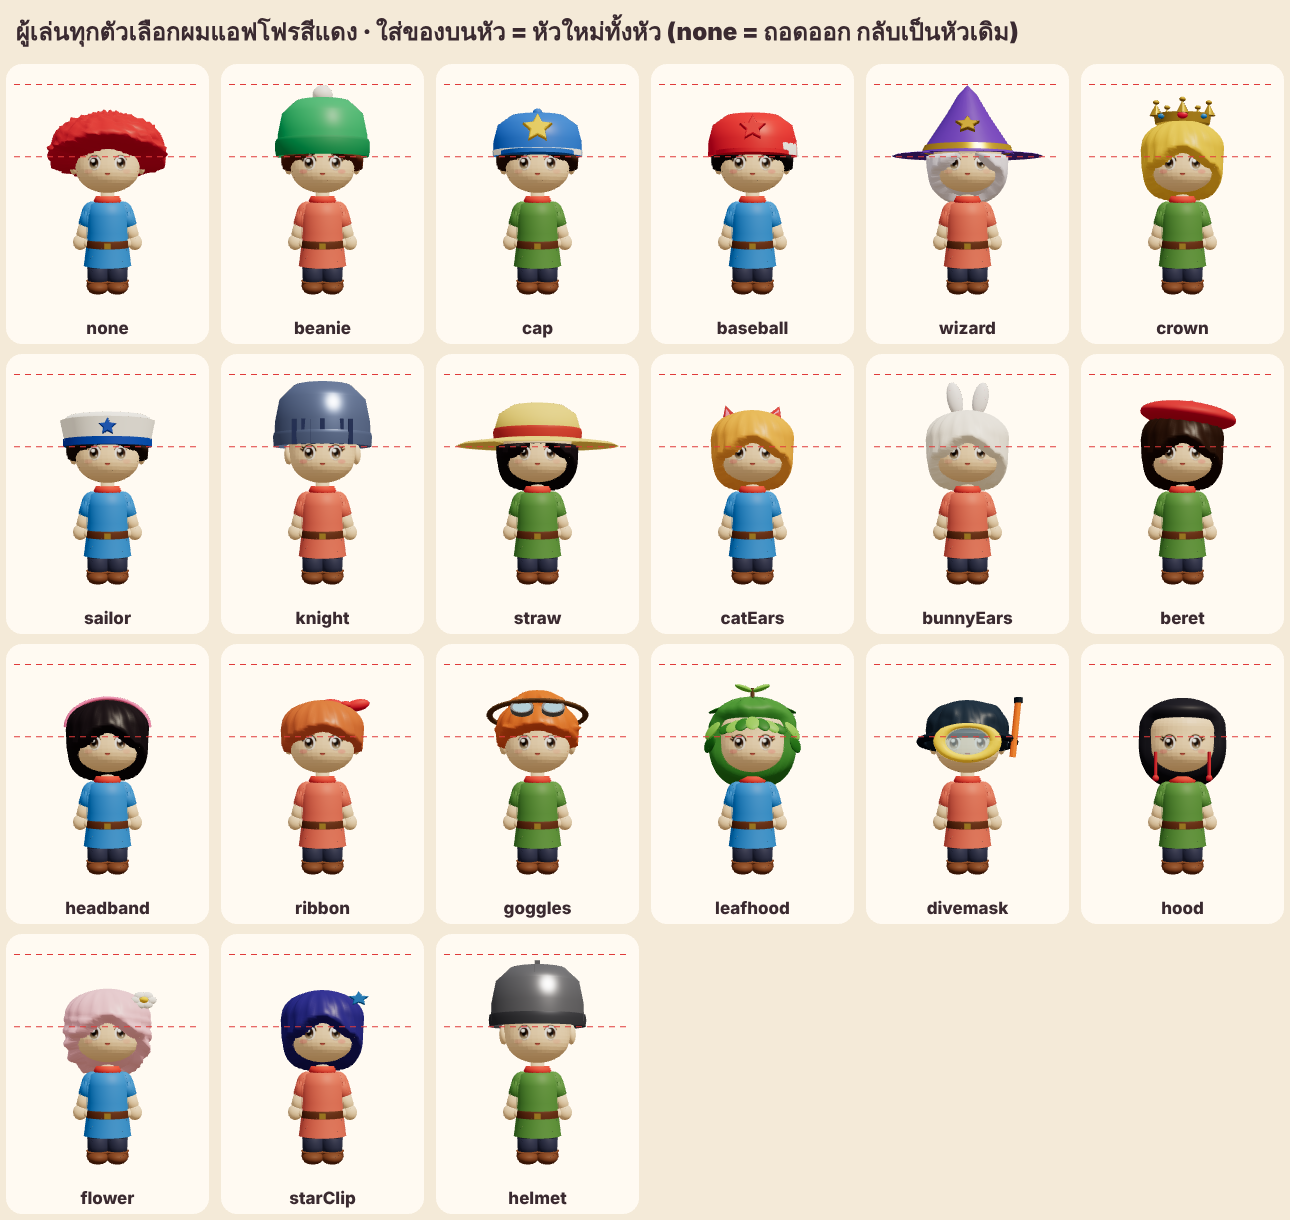 ผู้เล่นทุกตัวเลือกผมแอฟโฟรสีแดง · ใส่ของบนหัว = หัวใหม่ทั้งหัว (none = ถอดออก กลับเป็นหัวเดิม)
none beanie cap baseball wizard crown
sailor knight straw catEars bunnyEars beret
headband ribbon goggles leafhood divemask hood
flower starClip helmet